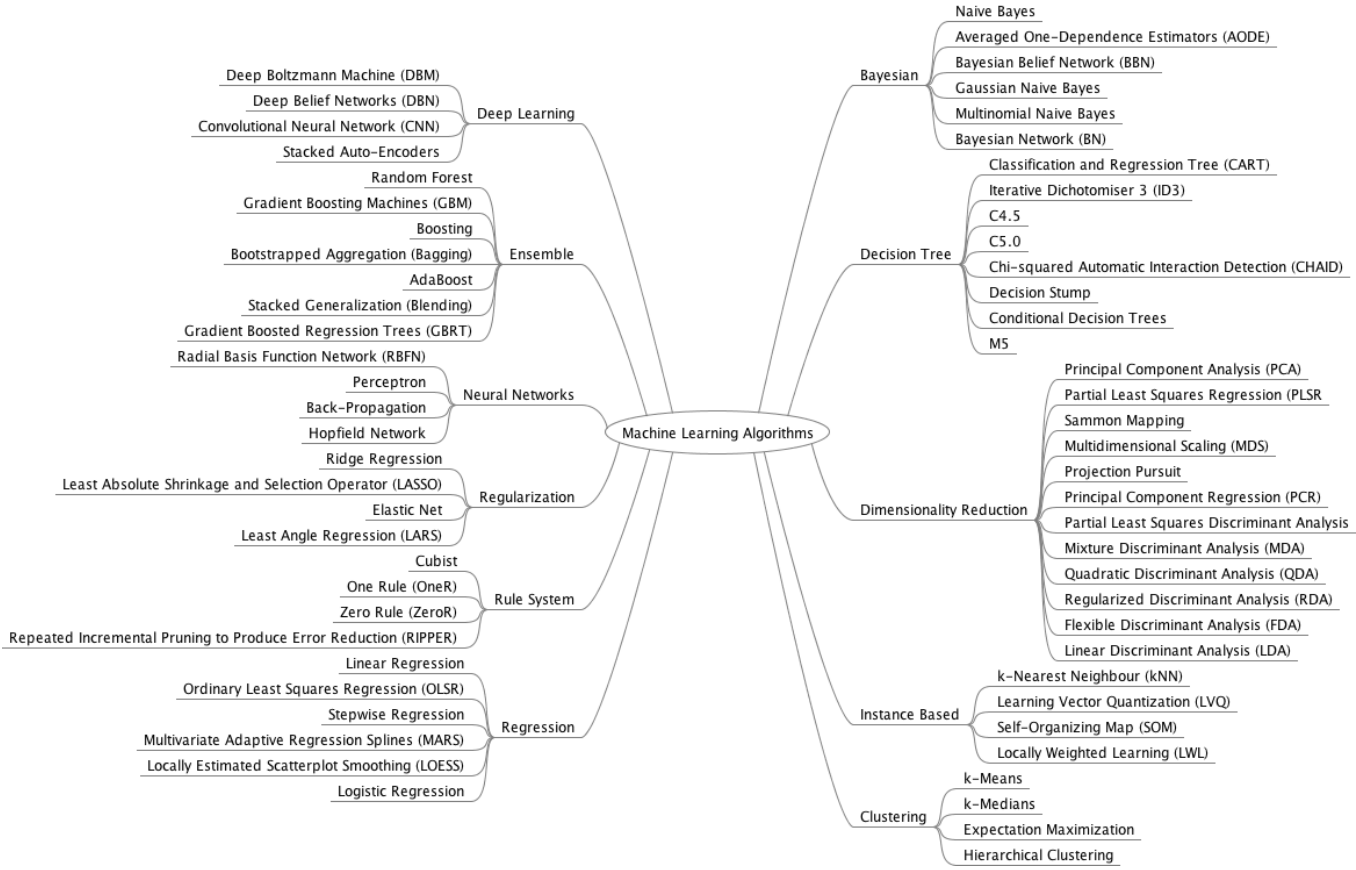 Machine Learning Algorithms
Deep Learning
Deep Boltzmann Machine (DBM)
Deep Belief Networks (DBN)
Convolutional Neural Network (CNN)
Stacked Auto-Encoders
Ensemble
Random Forest
Gradient Boosting Machines (GBM)
Boosting
Bootstrapped Aggregation (Bagging)
AdaBoost
Stacked Generalization (Blending)
Gradient Boosted Regression Trees (GBRT)
Neural Networks
Radial Basis Function Network (RBFN)
Perceptron
Back-Propagation
Hopfield Network
Regularization
Ridge Regression
Least Absolute Shrinkage and Selection Operator (LASSO)
Elastic Net
Least Angle Regression (LARS)
Rule System
Cubist
One Rule (OneR)
Zero Rule (ZeroR)
Repeated Incremental Pruning to Produce Error Reduction (RIPPER)
Regression
Linear Regression
Ordinary Least Squares Regression (OLSR)
Stepwise Regression
Multivariate Adaptive Regression Splines (MARS)
Locally Estimated Scatterplot Smoothing (LOESS)
Logistic Regression
Bayesian
Naive Bayes
Averaged One-Dependence Estimators (AODE)
Bayesian Belief Network (BBN)
Gaussian Naive Bayes
Multinomial Naive Bayes
Bayesian Network (BN)
Decision Tree
Classification and Regression Tree (CART)
Iterative Dichotomiser 3 (ID3)
C4.5
C5.0
Chi-squared Automatic Interaction Detection (CHAID)
Decision Stump
Conditional Decision Trees
M5
Dimensionality Reduction
Principal Component Analysis (PCA)
Partial Least Squares Regression (PLSR
Sammon Mapping
Multidimensional Scaling (MDS)
Projection Pursuit
Principal Component Regression (PCR)
Partial Least Squares Discriminant Analysis
Mixture Discriminant Analysis (MDA)
Quadratic Discriminant Analysis (QDA)
Regularized Discriminant Analysis (RDA)
Flexible Discriminant Analysis (FDA)
Linear Discriminant Analysis (LDA)
Instance Based
k-Nearest Neighbour (kNN)
Learning Vector Quantization (LVQ)
Self-Organizing Map (SOM)
Locally Weighted Learning (LWL)
Clustering
k-Means
k-Medians
Expectation Maximization
Hierarchical Clustering